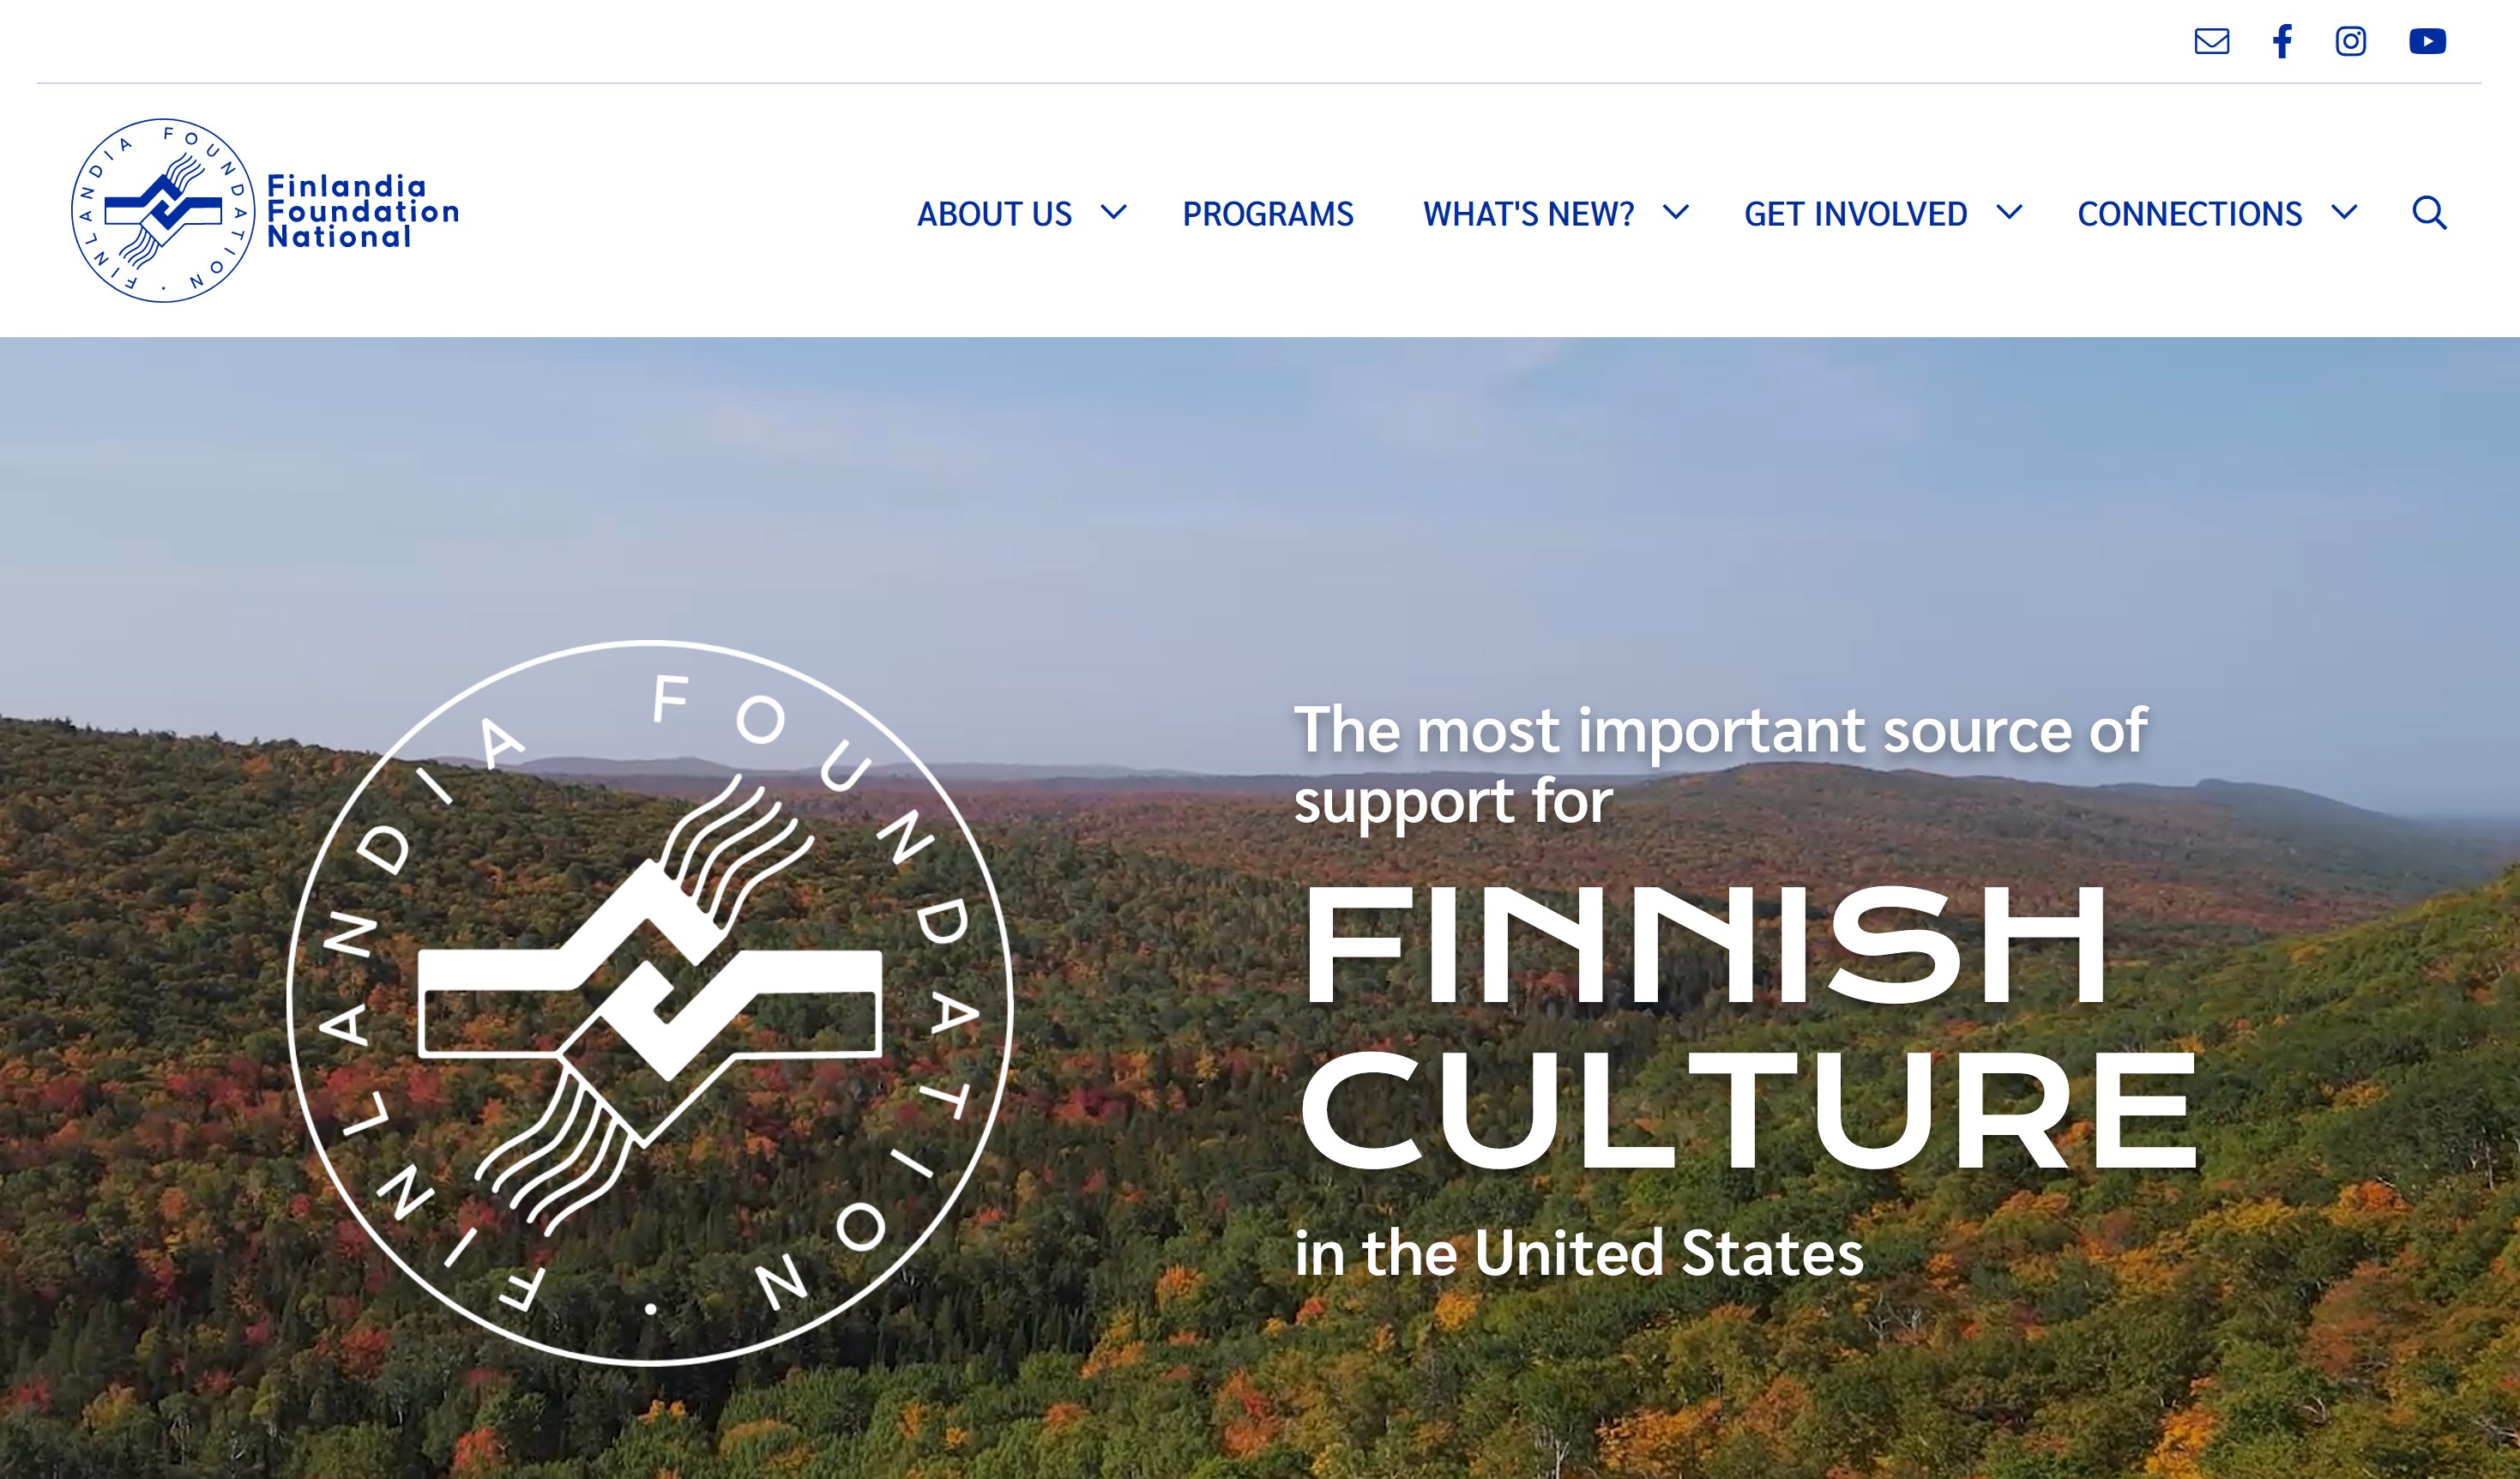 FINLANDIA FOUNDATION ·
Finlandia
Foundation
National
ABOUT US
PROGRAMS
WHAT'S NEW?
GET INVOLVED
CONNECTIONS
FINLANDIA FOUNDATION ·
The most important source of
support for
FINNISH
CULTURE
in the United States